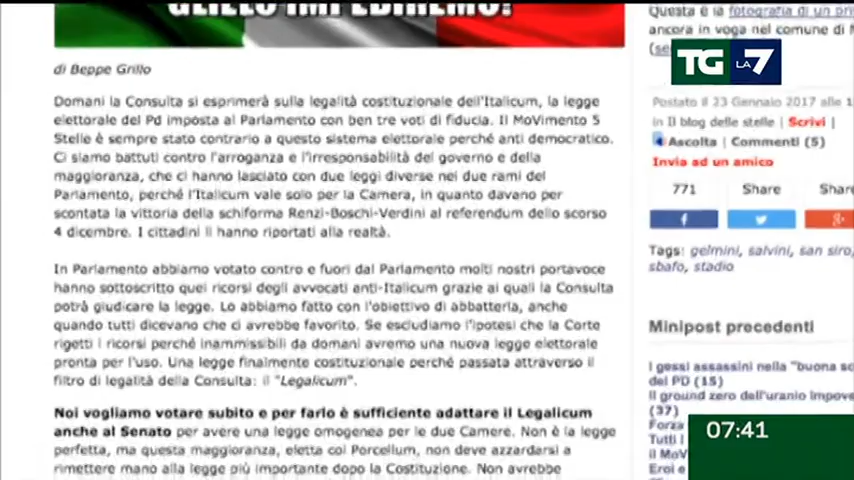 GLIELO IMPEDIREMO!
di Beppe Grillo
Domani la Consulta si esprimerà sulla legalità costituzionale dell'Italicum, la legge
elettorale del Pd imposta al Parlamento con ben tre voti di fiducia. Il MoVimento 5
Stelle è sempre stato contrario a questo sistema elettorale perché anti democratico.
Ci siamo battuti contro l'arroganza e l'irresponsabilità del governo e della
maggioranza, che ci hanno lasciato con due leggi diverse nei due rami del
Parlamento, perché l'Italicum vale solo per la Camera, in quanto davano per
scontata la vittoria della schiforma Renzi-Boschi-Verdini al referendum dello scorso
4 dicembre. I cittadini li hanno riportati alla realtà.
In Parlamento abbiamo votato contro e fuori dal Parlamento molti nostri portavoce
hanno sottoscritto quei ricorsi degli avvocati anti-Italicum grazie ai quali la Consulta
potrà giudicare la legge. Lo abbiamo fatto con l'obiettivo di abbatterla, anche
quando tutti dicevano che ci avrebbe favorito. Se escludiamo l'ipotesi che la Corte
rigetti i ricorsi perché inammissibili da domani avremo una nuova legge elettorale
pronta per l'uso. Una legge finalmente costituzionale perché passata attraverso il
filtro di legalità della Consulta: il "Legalicum".
Noi vogliamo votare subito e per farlo è sufficiente adattare il Legalicum
anche al Senato per avere una legge omogenea per le due Camere. Non è la legge
perfetta, ma questa maggioranza, eletta col Porcellum, non deve azzardarsi a
rimettere mano alla legge più importante dopo la Costituzione. Non avrebbe
Questa è la fotografia di un
ancora in voga nel comune di
TG LA7
Postato il 23 Gennaio 2017 alle
in Il blog delle stelle | Scrivi |
Ascolta | Commenti (5)
Invia ad un amico
771 Share Share
Tags: gelmini, salvini, san siro,
sbafo, stadio
Minipost precedenti
I gessi assassini nella "buona
del PD (15)
Il ground zero dell'uranio
(37)
Forza
Tutti i
il MoV
Eroi e
07:41